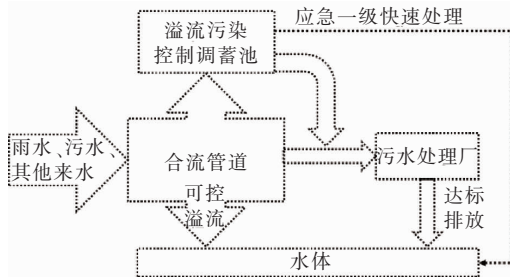 应急一级快速处理
溢流污染
控制调蓄池
雨水、污水、
其他来水
合流管道
可控
溢流
污水处理厂
达标
排放
水体